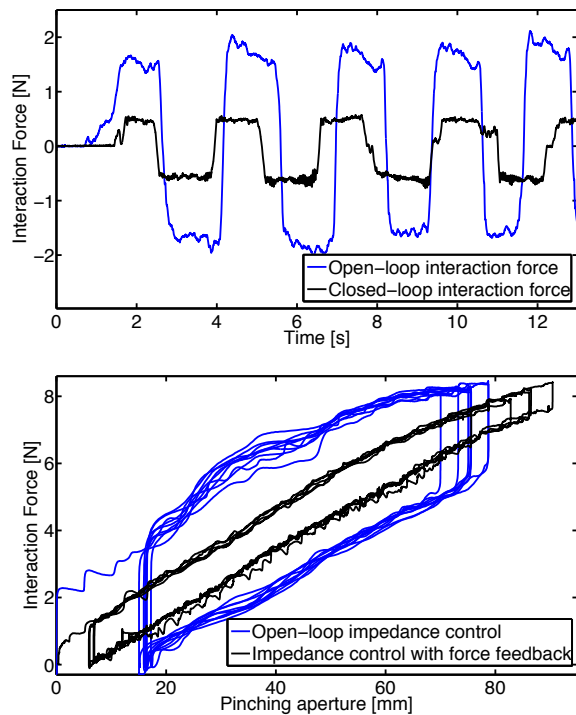 Interaction Force [N]
2
1
0
−1
−2
Open−loop interaction force
Closed−loop interaction force
0 2 4 6 8 10 12
Time [s]
Interaction Force [N]
8
6
4
2
0
Open−loop impedance control
Impedance control with force feedback
0 20 40 60 80
Pinching aperture [mm]